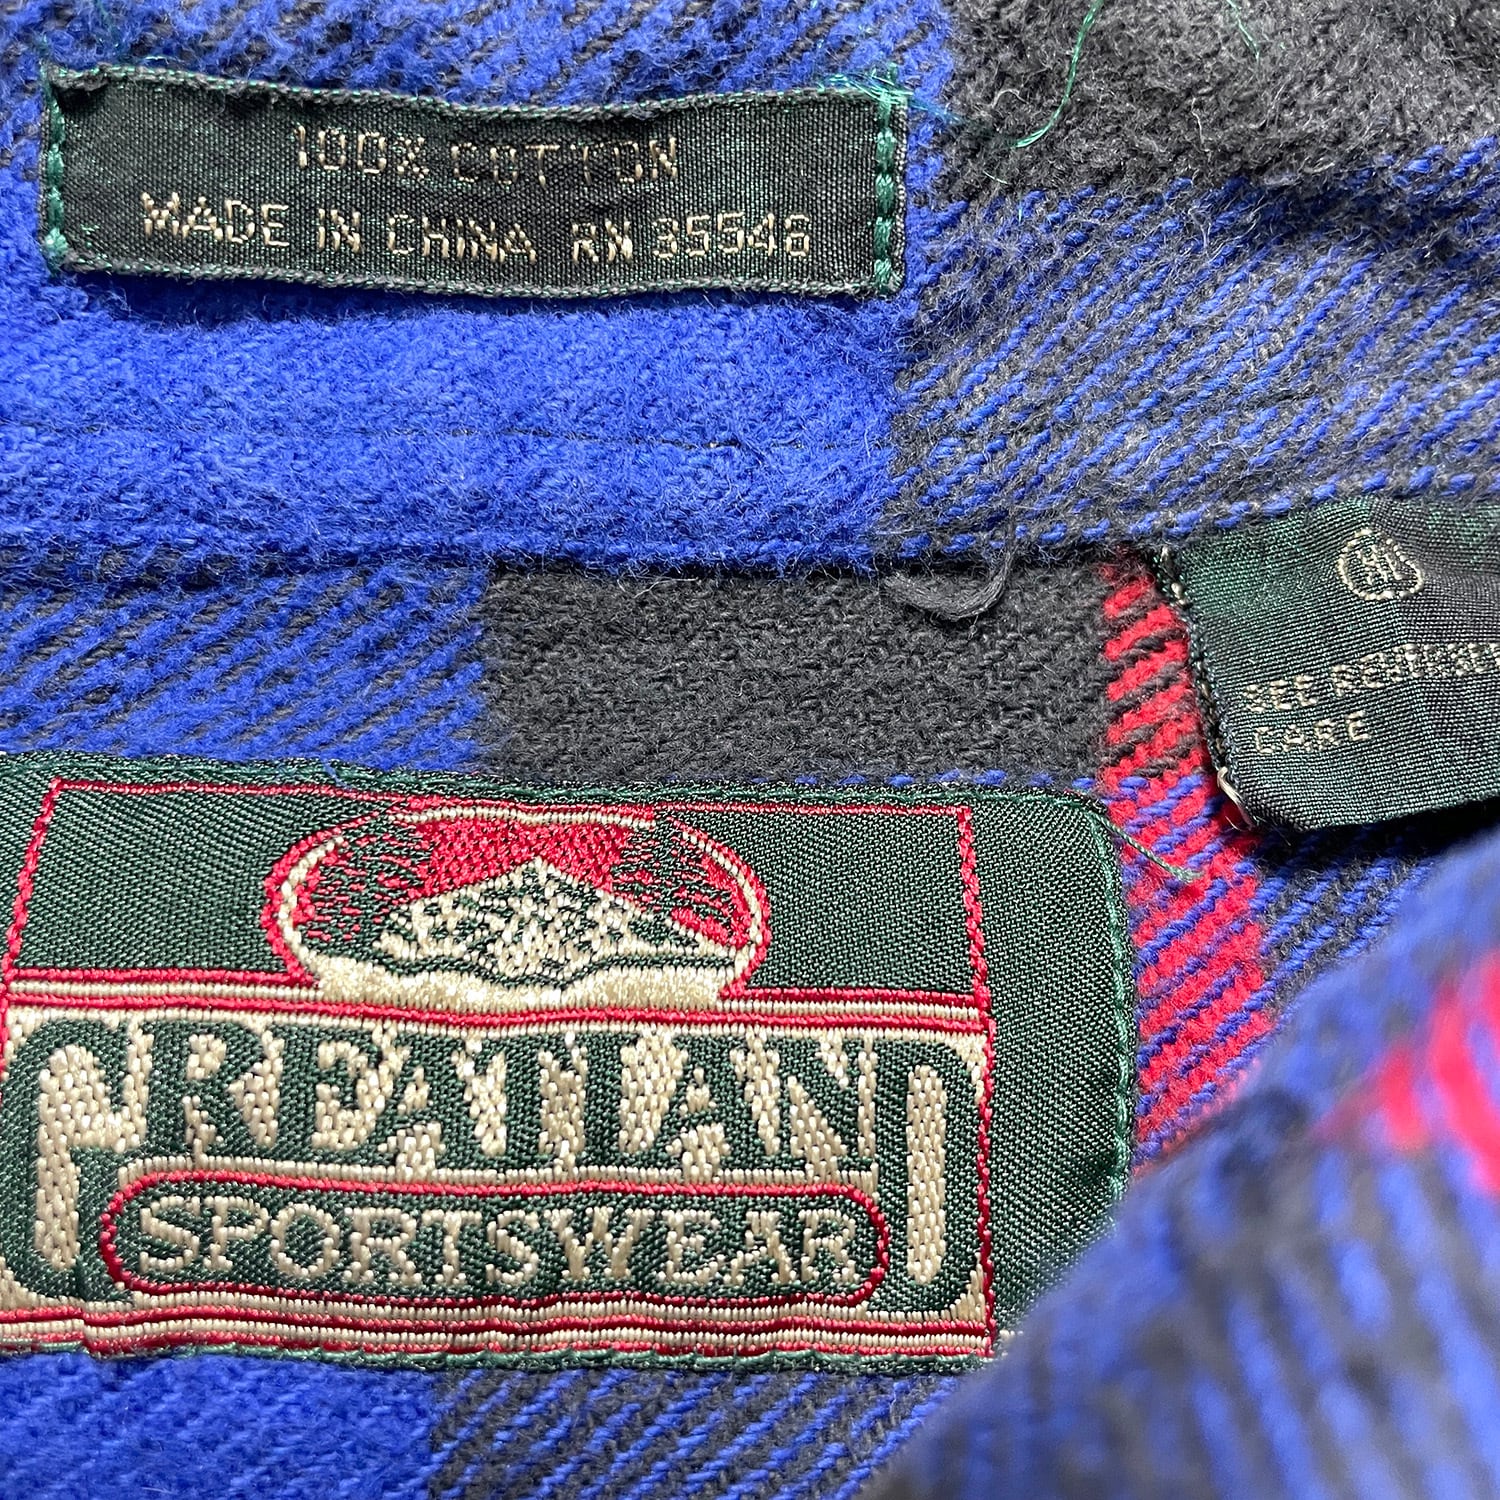 100% COTTON
MADE IN CHINA RN 35546
XL
SEE REVERSE
CARE
GREATLAND
SPORTSWEAR